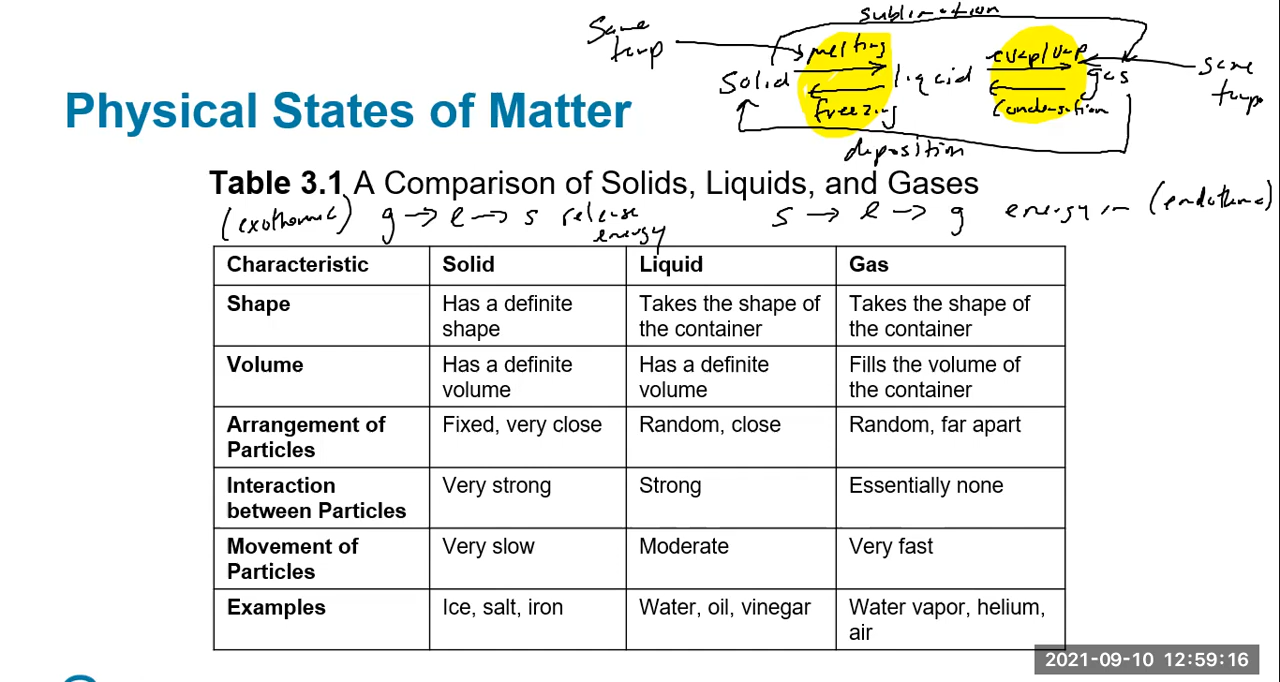 sublimation
Same
temp
melting
evap/vap
Solid
liquid
gas
same
temp
freezing
condensation
deposition
Physical States of Matter
Table 3.1 A Comparison of Solids, Liquids, and Gases
(exothermic) g → l → s release
energy
s → l → g energy in (endothermic)
Characteristic Solid Liquid Gas
Shape Has a definite Takes the shape of Takes the shape of
shape the container the container
Volume Has a definite Has a definite Fills the volume of
volume volume the container
Arrangement of Fixed, very close Random, close Random, far apart
Particles
Interaction Very strong Strong Essentially none
between Particles
Movement of Very slow Moderate Very fast
Particles
Examples Ice, salt, iron Water, oil, vinegar Water vapor, helium,
air
2021-09-10 12:59:16